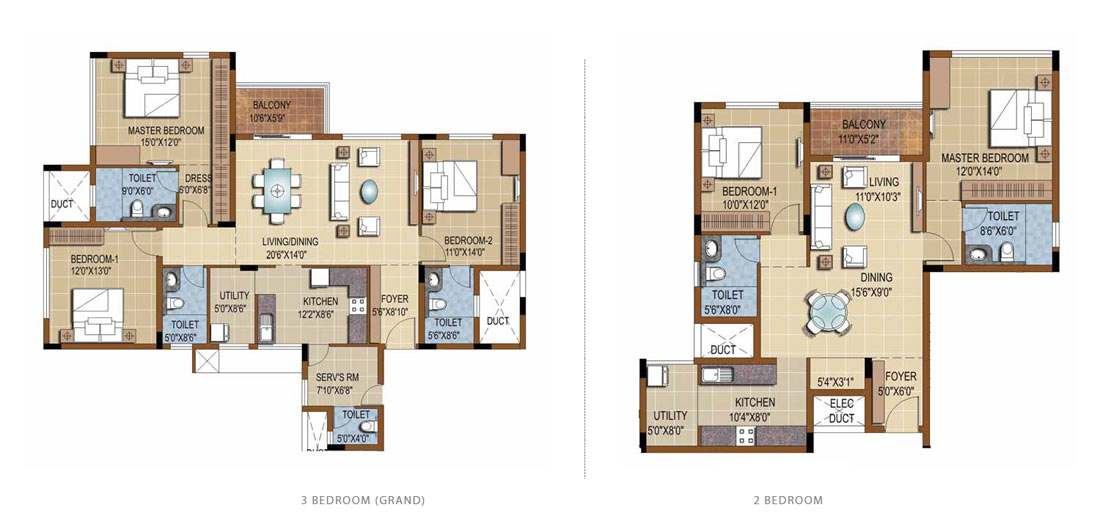 BALCONY
10'6"X5'9"
MASTER BEDROOM
15'0"X12'0"
TOILET
9'0"X6'0"
DRESS
6'0"X6'8"
DUCT
BEDROOM-1
12'0"X13'0"
LIVING/DINING
20'6"X14'0"
BEDROOM-2
11'0"X14'0"
TOILET
5'0"X8'6"
UTILITY
5'0"X8'6"
KITCHEN
12'2"X8'6"
FOYER
5'6"X8'10"
TOILET
5'6"X8'6"
DUCT
SERV'S RM
7'10"X6'8"
TOILET
5'0"X4'0"
3 BEDROOM (GRAND)
BALCONY
11'0"X5'2"
MASTER BEDROOM
12'0"X14'0"
BEDROOM-1
10'0"X12'0"
LIVING
11'0"X10'3"
TOILET
8'6"X6'0"
DINING
15'6"X9'0"
TOILET
5'6"X8'0"
DUCT
5'4"X3'1"
FOYER
5'0"X6'0"
KITCHEN
10'4"X8'0"
ELEC
DUCT
UTILITY
5'0"X8'0"
2 BEDROOM